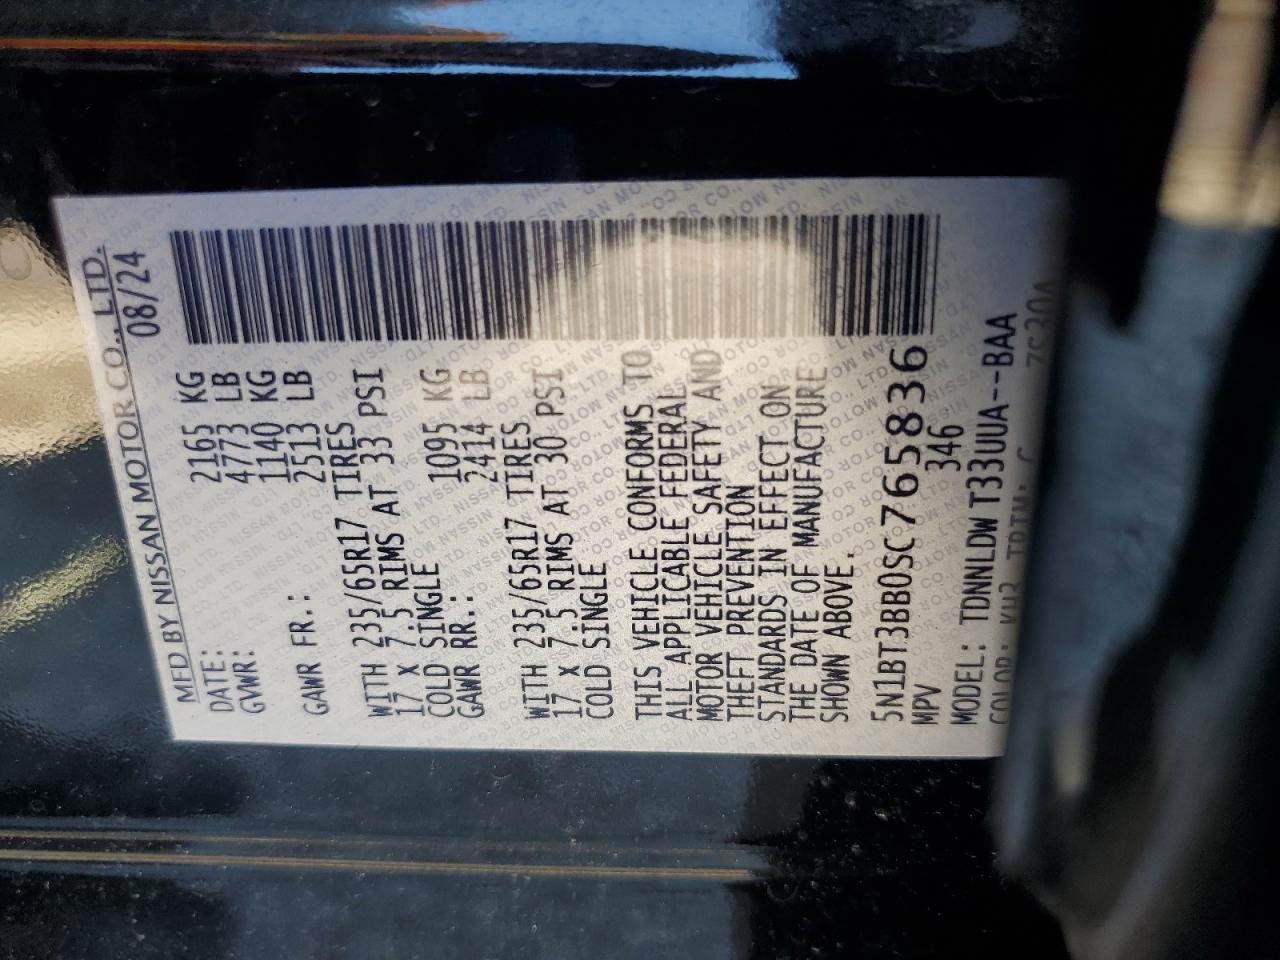 MFD BY NISSAN MOTOR CO., LTD.
DATE: 08/24
GVWR: 2165 KG
4773 LB
1140 KG
GAWR FR.: 2513 LB
WITH 235/65R17 TIRES
17 X 7.5 RIMS AT 33 PSI
COLD SINGLE
GAWR RR.: 1095 KG
2414 LB
WITH 235/65R17 TIRES
17 X 7.5 RIMS AT 30 PSI
COLD SINGLE
THIS VEHICLE CONFORMS TO
ALL APPLICABLE FEDERAL
MOTOR VEHICLE SAFETY AND
THEFT PREVENTION
STANDARDS IN EFFECT ON
THE DATE OF MANUFACTURE
SHOWN ABOVE.
5N1BT3BB0SC765836
MPV 346
MODEL: TDNNLDW T33UUA--BAA
COLOR: KH3 TRIM: